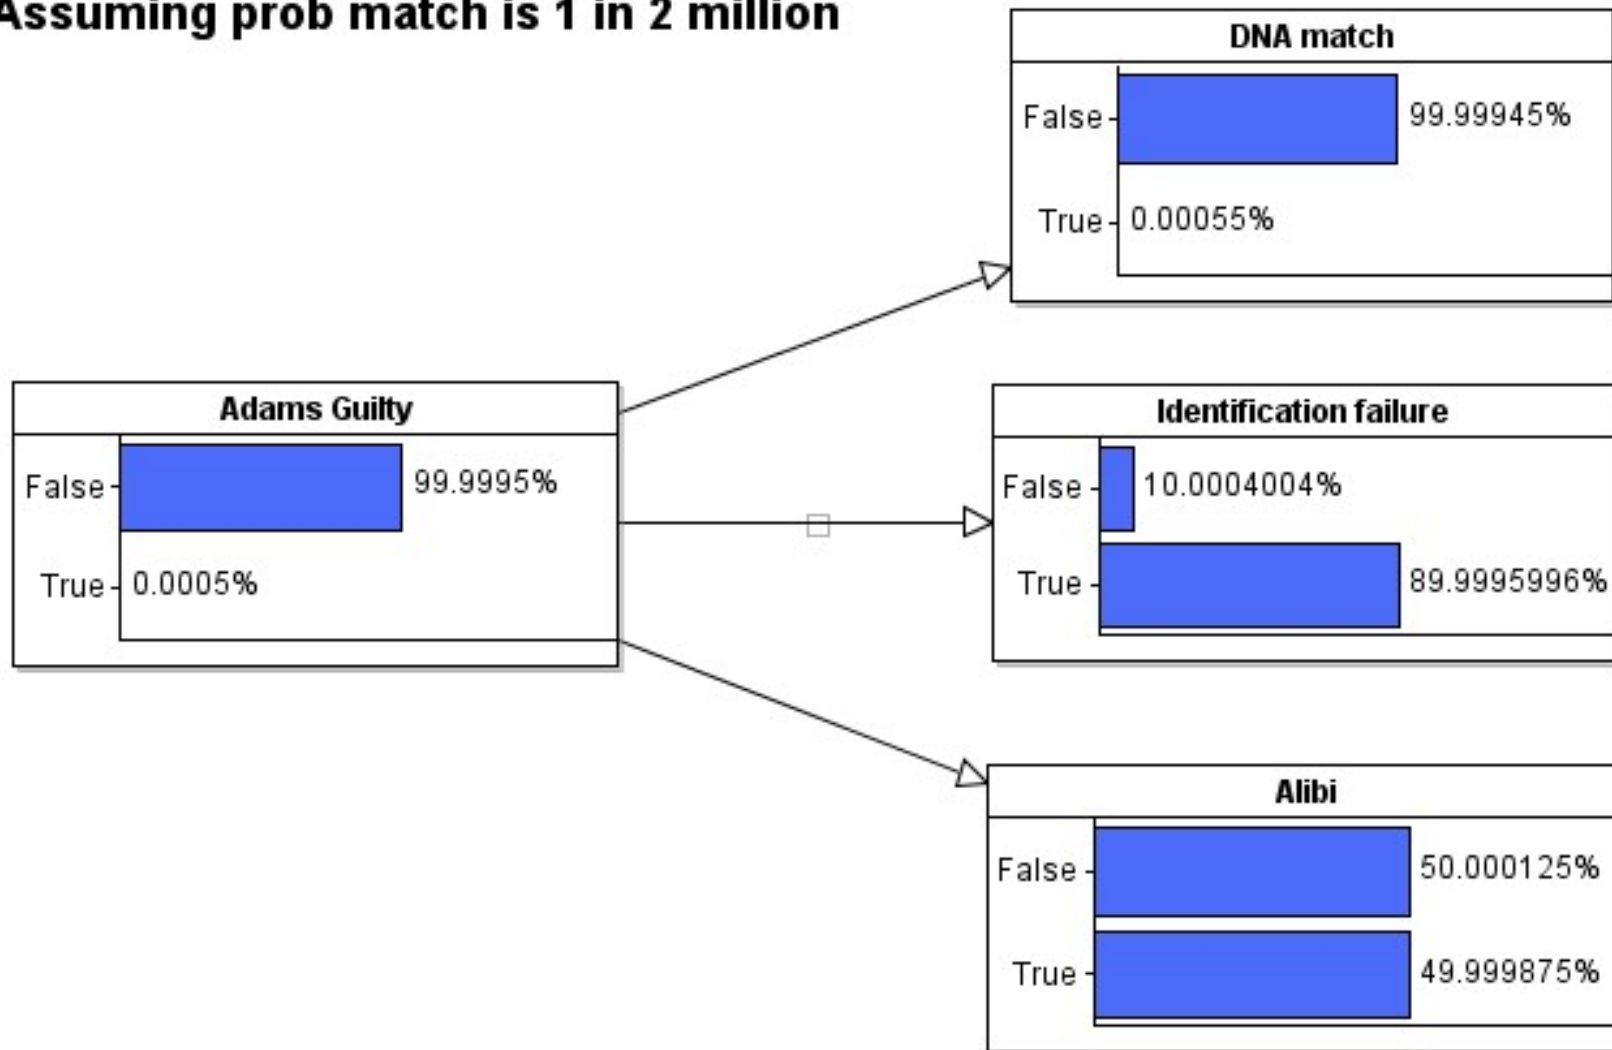 Assuming prob match is 1 in 2 million
DNA match
False
99.99945%
True
0.00055%
Adams Guilty
False
99.9995%
True
0.0005%
Identification failure
False
10.0004004%
True
89.9995996%
Alibi
False
50.000125%
True
49.999875%